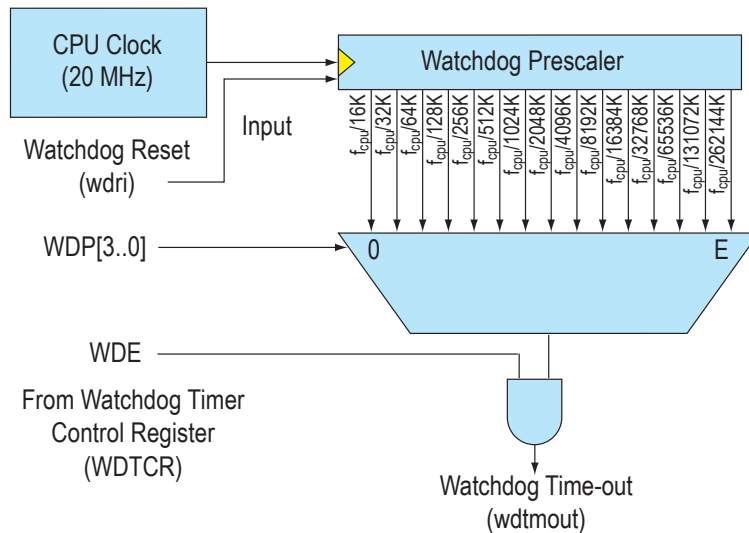 CPU Clock
(20 MHz)
Watchdog Prescaler
Input
Watchdog Reset
(wdri)
fcpu/16K
fcpu/32K
fcpu/64K
fcpu/128K
fcpu/256K
fcpu/512K
fcpu/1024K
fcpu/2048K
fcpu/4096K
fcpu/8192K
fcpu/16384K
fcpu/32768K
fcpu/65536K
fcpu/131072K
fcpu/262144K
WDP[3..0]
0
E
WDE
From Watchdog Timer
Control Register
(WDTCR)
Watchdog Time-out
(wdtmout)